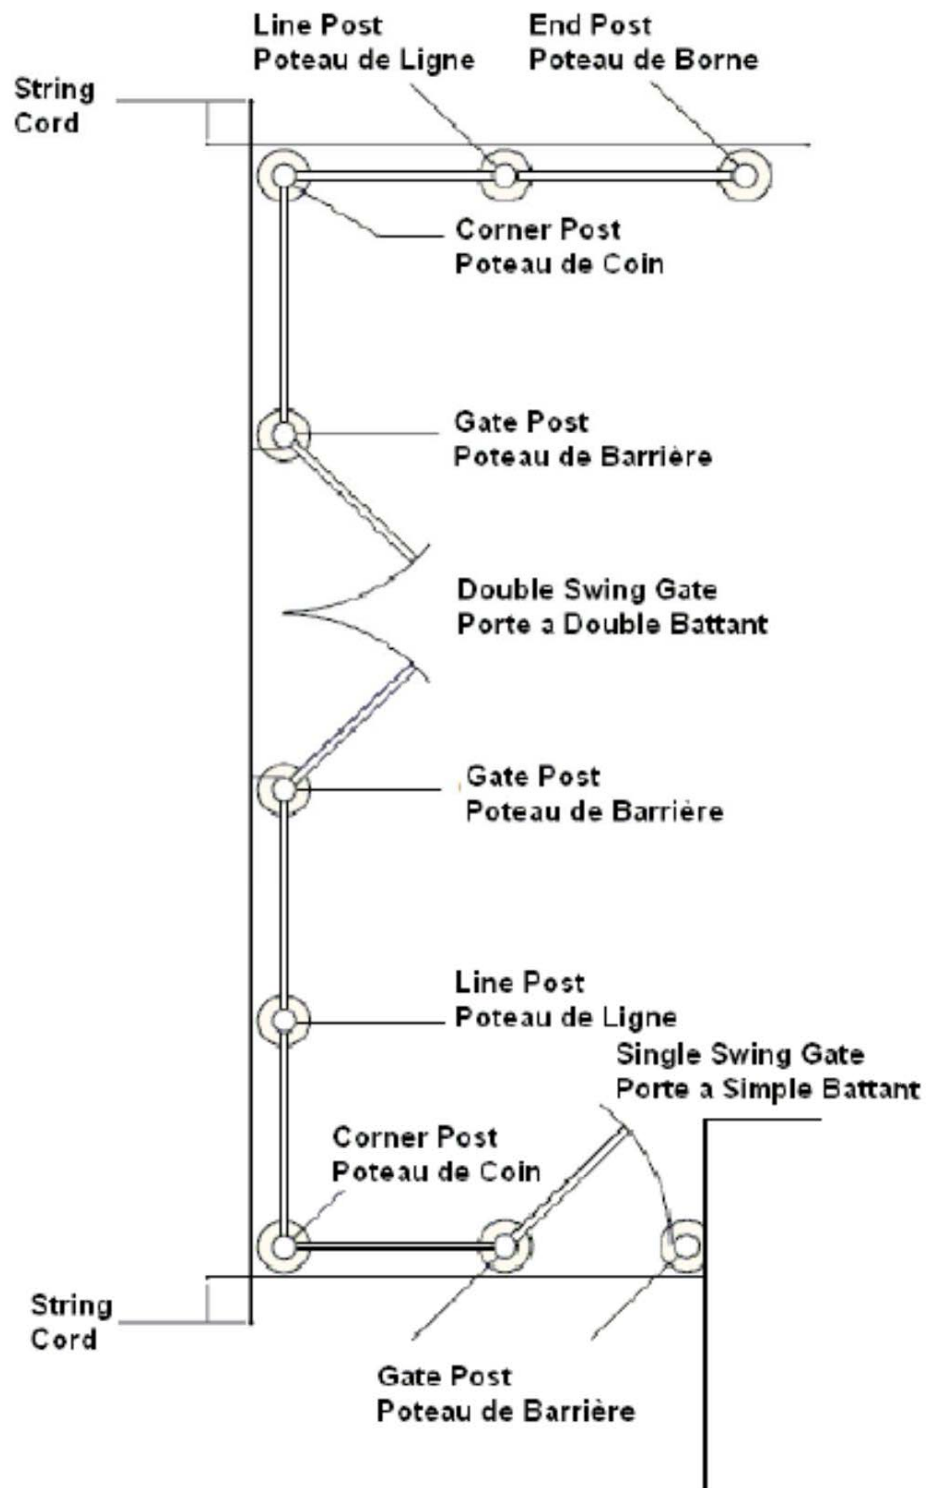 Line Post
Poteau de Ligne
End Post
Poteau de Borne
String
Cord
Corner Post
Poteau de Coin
Gate Post
Poteau de Barrière
Double Swing Gate
Porte a Double Battant
Gate Post
Poteau de Barrière
Line Post
Poteau de Ligne
Single Swing Gate
Porte a Simple Battant
Corner Post
Poteau de Coin
String
Cord
Gate Post
Poteau de Barrière